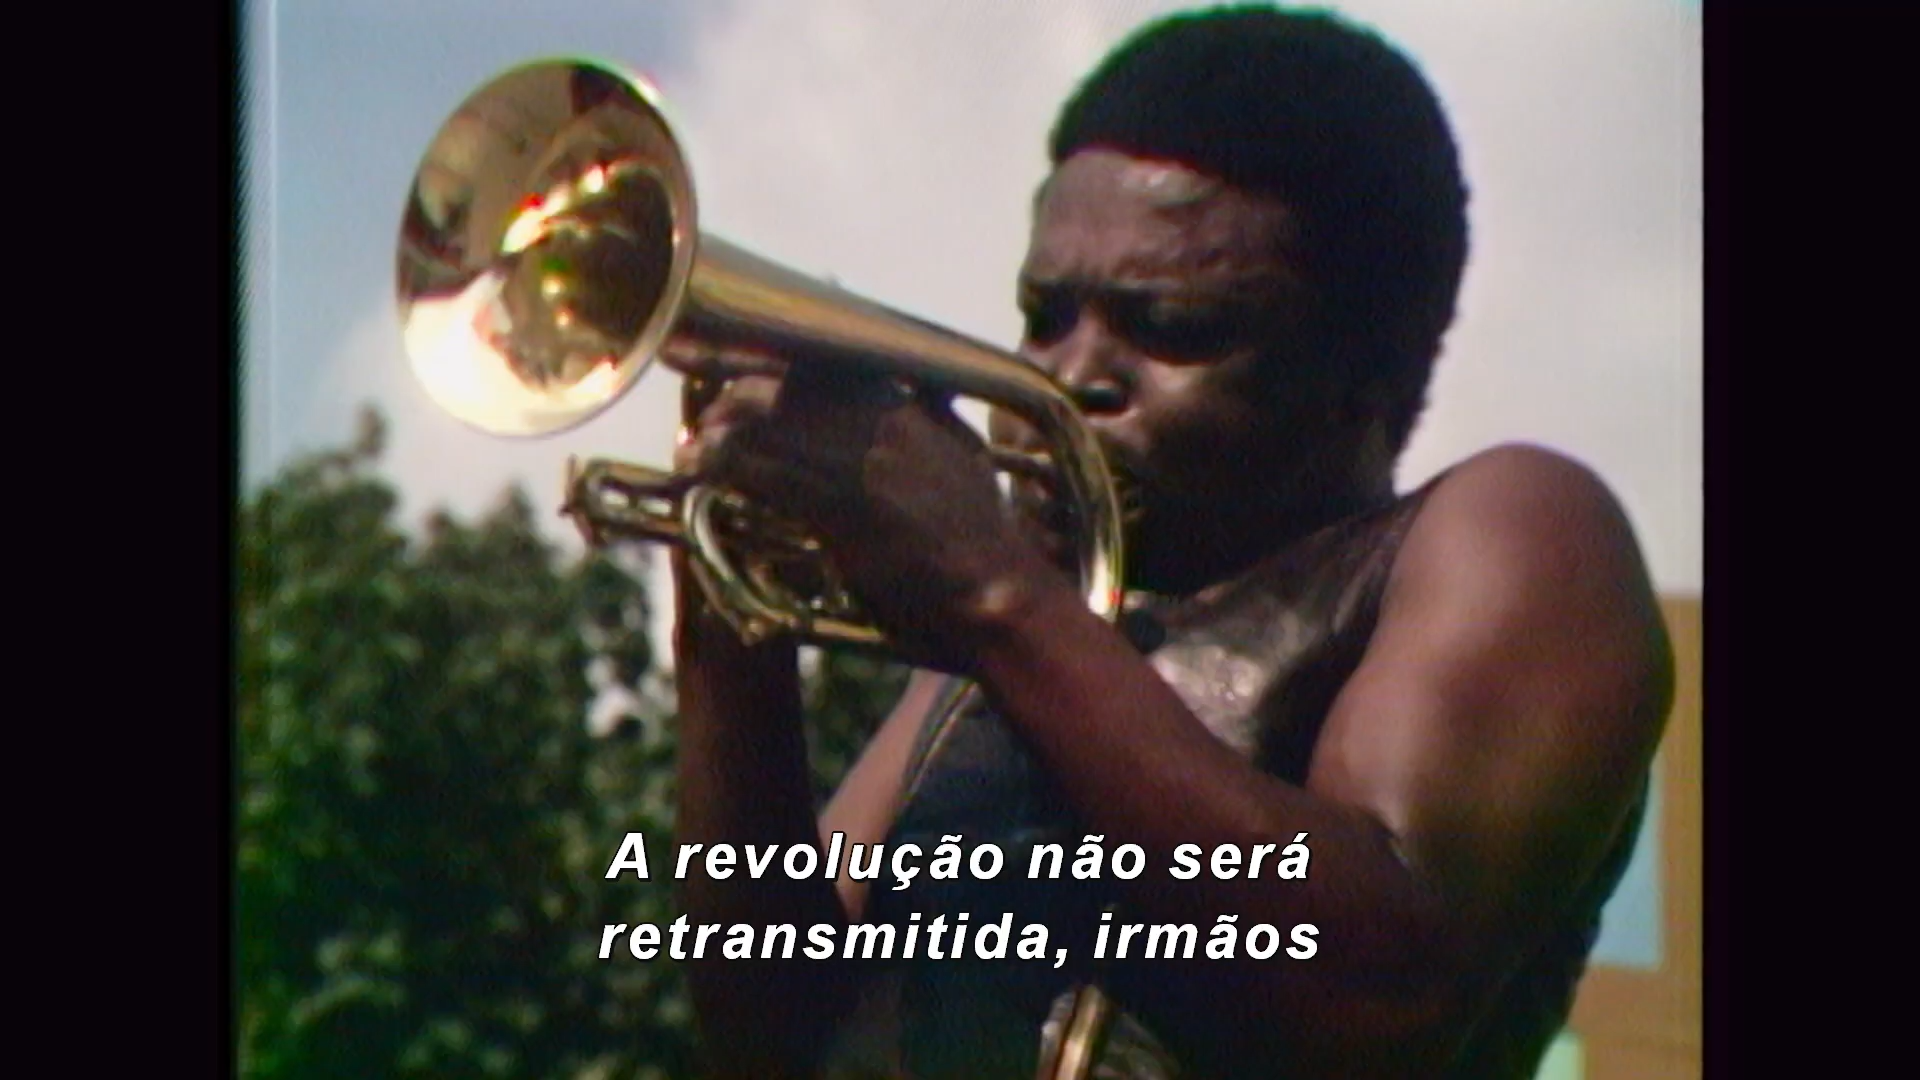 A revolução não será
retransmitida, irmãos